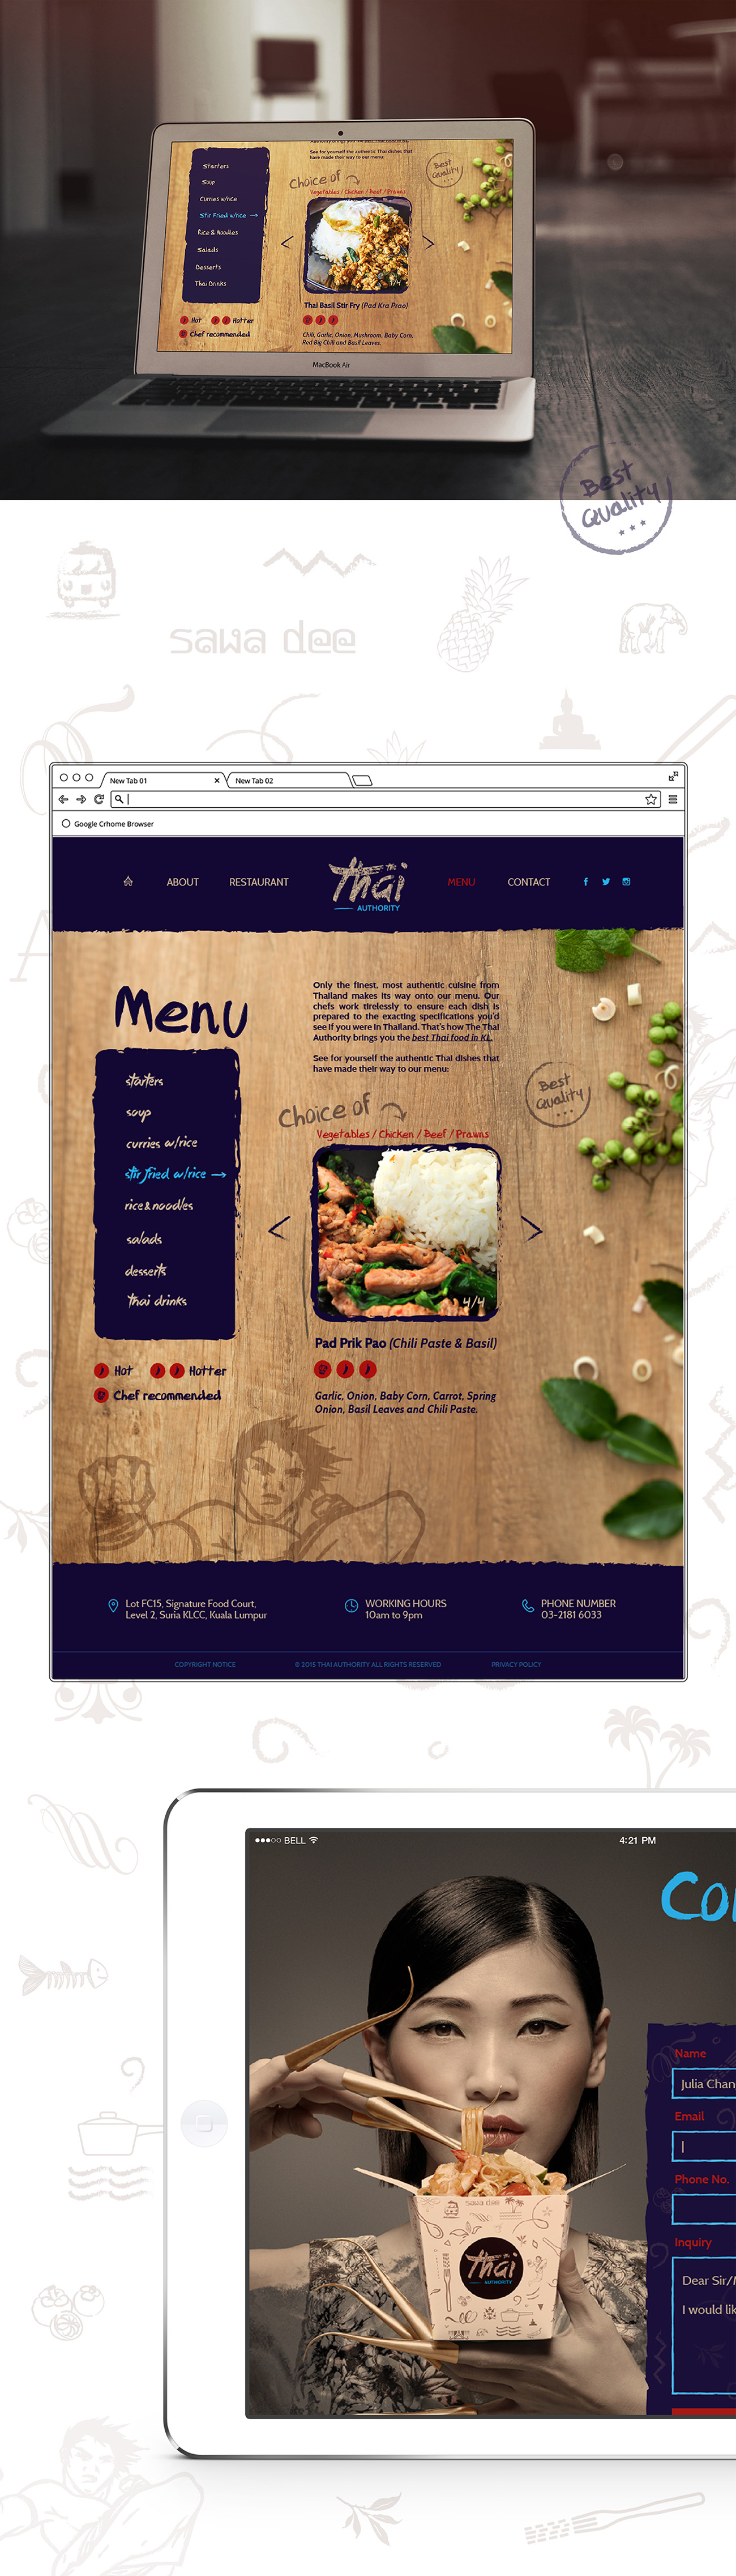 Starters
Soup
Curries w/rice
Stir Fried w/rice →
Rice & Noodles
Salads
Desserts
Thai Drinks
Hot
Hotter
Chef recommended
See for yourself the authentic Thai dishes that
have made their way to our menu:
Choice of
Vegetables / Chicken / Beef / Prawns
Best
Quality
1/4
Thai Basil Stir Fry (Pad Kra Prao)
Chili, Garlic, Onion, Mushroom, Baby Corn,
Red Big Chili and Basil Leaves.
MacBook Air
Best
Quality
sawa dee
New Tab 01
New Tab 02
Google Crhome Browser
ABOUT
RESTAURANT
Thai
AUTHORITY
MENU
CONTACT
Menu
starters
soup
curries w/rice
stir fried w/rice →
rice & noodles
salads
desserts
thai drinks
Hot
Hotter
Chef recommended
Only the finest, most authentic cuisine from
Thailand makes its way onto our menu. Our
chefs work tirelessly to ensure each dish is
prepared to the exacting specifications you'd
see if you were in Thailand. That's how The Thai
Authority brings you the best Thai food in KL.
See for yourself the authentic Thai dishes that
have made their way to our menu:
Best
Quality
Choice of
Vegetables / Chicken / Beef / Prawns
4/4
Pad Prik Pao (Chili Paste & Basil)
Garlic, Onion, Baby Corn, Carrot, Spring
Onion, Basil Leaves and Chili Paste.
Lot FC15, Signature Food Court,
Level 2, Suria KLCC, Kuala Lumpur
WORKING HOURS
10am to 9pm
PHONE NUMBER
03-2181 6033
COPYRIGHT NOTICE
© 2015 THAI AUTHORITY ALL RIGHTS RESERVED
PRIVACY POLICY
BELL
4:21 PM
Co
Name
Julia Chan
Email
Phone No.
Inquiry
Dear Sir/
I would lik
sawa dee
Thai
AUTHORITY